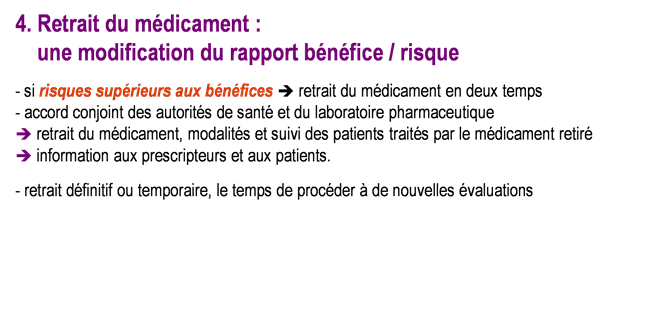 4. Retrait du médicament :
une modification du rapport bénéfice / risque
- si risques supérieurs aux bénéfices ➔ retrait du médicament en deux temps
- accord conjoint des autorités de santé et du laboratoire pharmaceutique
➔ retrait du médicament, modalités et suivi des patients traités par le médicament retiré
➔ information aux prescripteurs et aux patients.
- retrait définitif ou temporaire, le temps de procéder à de nouvelles évaluations